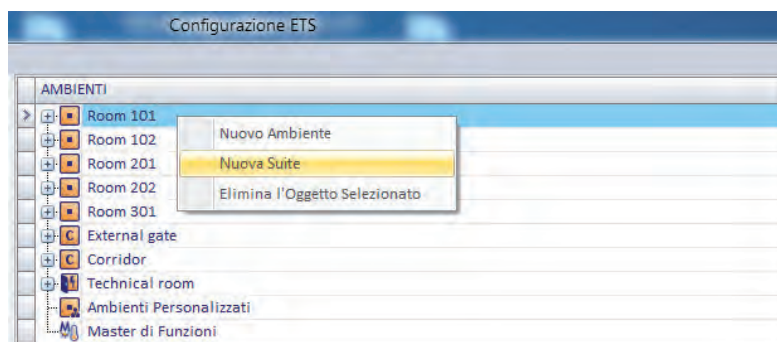 Configurazione ETS
AMBIENTI
Room 101
Room 102
Room 201
Room 202
Room 301
Nuovo Ambiente
Nuova Suite
Elimina l'Oggetto Selezionato
C External gate
C Corridor
Technical room
Ambienti Personalizzati
Master di Funzioni